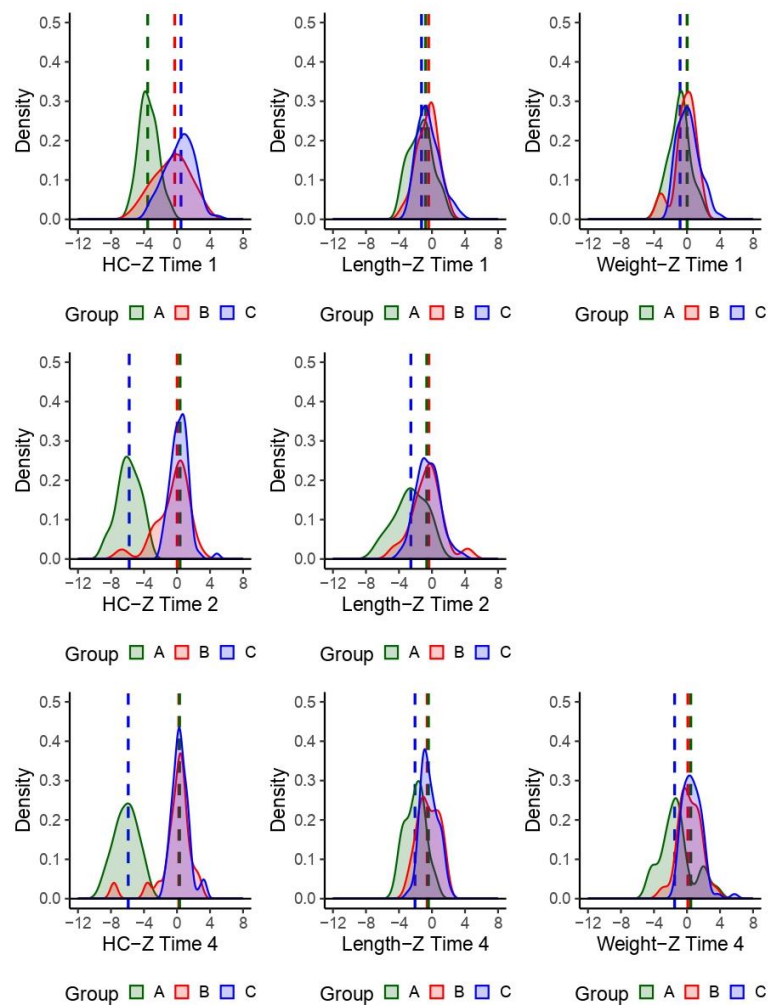 0.5 0.5 0.5
0.4 0.4 0.4
Density Density Density
0.3 0.3 0.3
0.2 0.2 0.2
0.1 0.1 0.1
0.0 0.0 0.0
−12 −8 −4 0 4 8 −12 −8 −4 0 4 8 −12 −8 −4 0 4 8
HC−Z Time 1 Length−Z Time 1 Weight−Z Time 1
Group A B C Group A B C Group A B C
0.5 0.5
0.4 0.4
Density Density
0.3 0.3
0.2 0.2
0.1 0.1
0.0 0.0
−12 −8 −4 0 4 8 −12 −8 −4 0 4 8
HC−Z Time 2 Length−Z Time 2
Group A B C Group A B C
0.5 0.5 0.5
0.4 0.4 0.4
Density Density Density
0.3 0.3 0.3
0.2 0.2 0.2
0.1 0.1 0.1
0.0 0.0 0.0
−12 −8 −4 0 4 8 −12 −8 −4 0 4 8 −12 −8 −4 0 4 8
HC−Z Time 4 Length−Z Time 4 Weight−Z Time 4
Group A B C Group A B C Group A B C